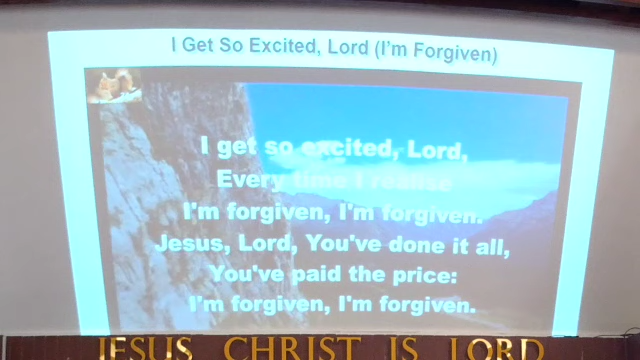 I Get So Excited, Lord (I'm Forgiven)
I get so excited, Lord,
Every time I realise
I'm forgiven, I'm forgiven.
Jesus, Lord, You've done it all,
You've paid the price:
I'm forgiven, I'm forgiven.
JESUS CHRIST IS LORD